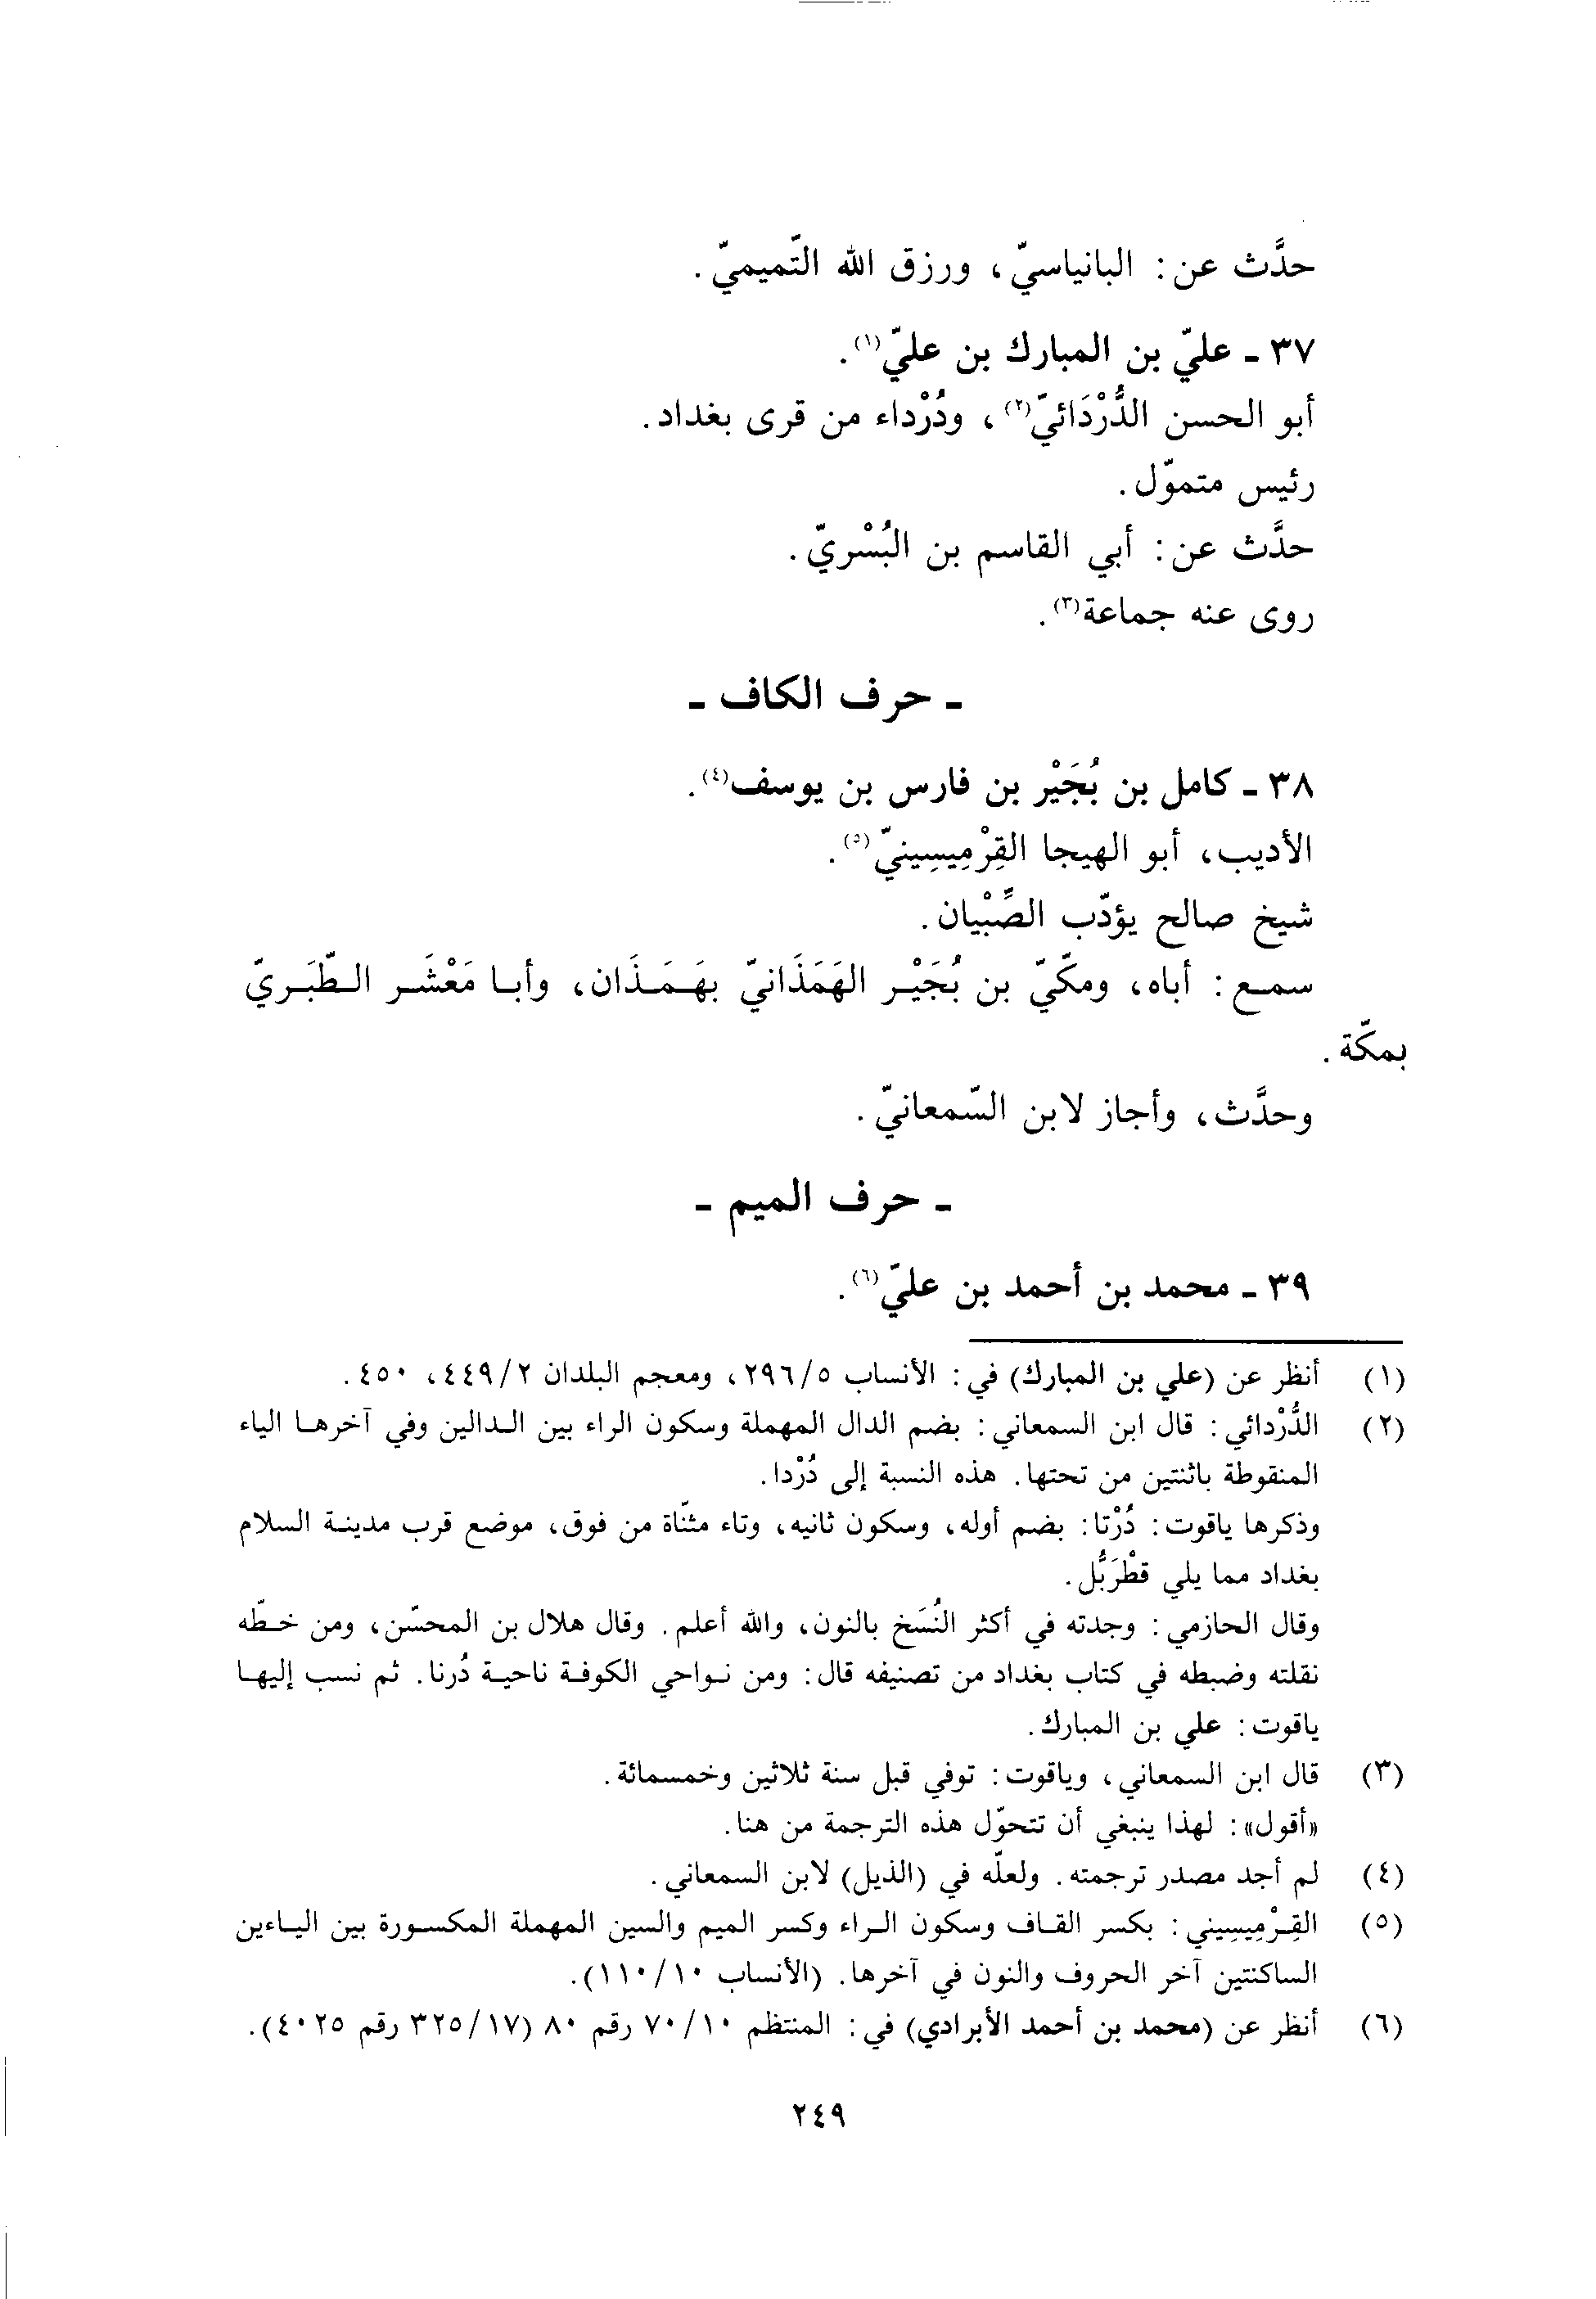 حدَّث عن: البانياسيّ، ورزق الله التّميميّ.
٣٧ ـ عليّ بن المبارك بن عليّ(١).
أبو الحسن الدُّرْدَائيّ(٢)، ودُرْداء من قرى بغداد.
رئيس متموّل.
حدَّث عن: أبي القاسم بن البُسْريّ.
روى عنه جماعة(٣).
ـ حرف الكاف ـ
٣٨ ـ كامل بن بُجَيْر بن فارس بن يوسف(٤).
الأديب، أبو الهيجا القِرْمِيسِينيّ(٥).
شيخ صالح يؤدّب الصِّبْيان.
سمع: أباه، ومكّيّ بن بُجَيْر الهَمَذَانيّ بهَمَذَان، وأبا مَعْشَر الطَّبَريّ
بمكّة.
وحدَّث، وأجاز لابن السّمعانيّ.
ـ حرف الميم ـ
٣٩ ـ محمد بن أحمد بن عليّ(٦).
(١) أنظر عن (علي بن المبارك) في: الأنساب ٢٩٦/٥، ومعجم البلدان ٤٤٩/٢، ٤٥٠.
(٢) الدُّرْدائي: قال ابن السمعاني: بضم الدال المهملة وسكون الراء بين الدالين وفي آخرها الياء
المنقوطة باثنتين من تحتها. هذه النسبة إلى دُرْدا.
وذكرها ياقوت: دُرْتا: بضم أوله، وسكون ثانيه، وتاء مثنّاة من فوق، موضع قرب مدينة السلام
بغداد مما يلي قطْرَبُّل.
وقال الحازمي: وجدته في أكثر النُسَخ بالنون، والله أعلم. وقال هلال بن المحسّن، ومن خطّه
نقلته وضبطه في كتاب بغداد من تصنيفه قال: ومن نواحي الكوفة ناحية دُرنا. ثم نسب إليها
ياقوت: علي بن المبارك.
(٣) قال ابن السمعاني، وياقوت: توفي قبل سنة ثلاثين وخمسمائة.
«أقول»: لهذا ينبغي أن تتحوّل هذه الترجمة من هنا.
(٤) لم أجد مصدر ترجمته. ولعلّه في (الذيل) لابن السمعاني.
(٥) القِرْمِيسِيني: بكسر القاف وسكون الراء وكسر الميم والسين المهملة المكسورة بين الياءين
الساكنتين آخر الحروف والنون في آخرها. (الأنساب ١١٠/١٠).
(٦) أنظر عن (محمد بن أحمد الأبرادي) في: المنتظم ٧٠/١٠ رقم ٨٠ (٣٢٥/١٧ رقم ٤٠٢٥).
٢٤٩